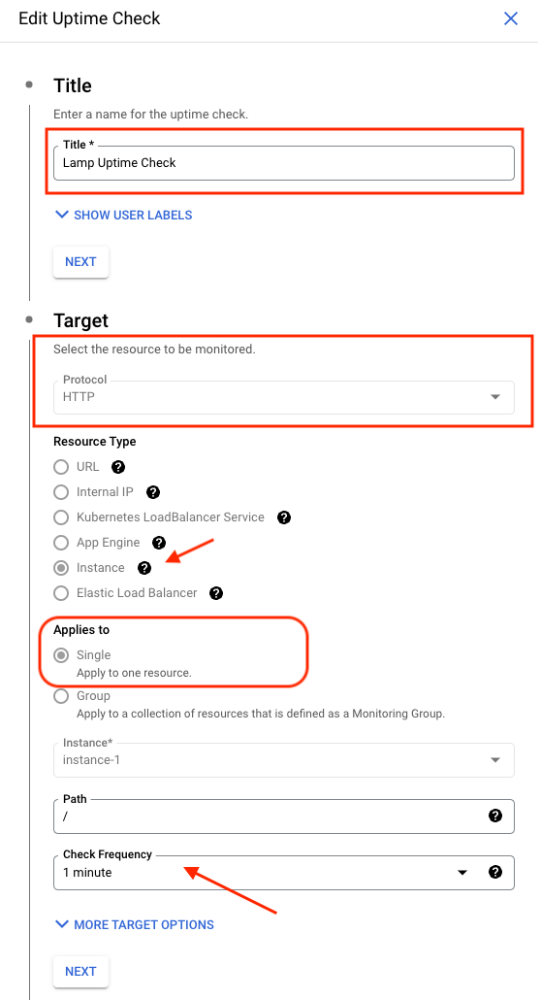 Edit Uptime Check
Title
Enter a name for the uptime check.
Title *
Lamp Uptime Check
SHOW USER LABELS
NEXT
Target
Select the resource to be monitored.
Protocol
HTTP
Resource Type
URL ?
Internal IP ?
Kubernetes LoadBalancer Service ?
App Engine ?
Instance ?
Elastic Load Balancer ?
Applies to
Single
Apply to one resource.
Group
Apply to a collection of resources that is defined as a Monitoring Group.
Instance*
instance-1
Path
/ ?
Check Frequency
1 minute ?
MORE TARGET OPTIONS
NEXT